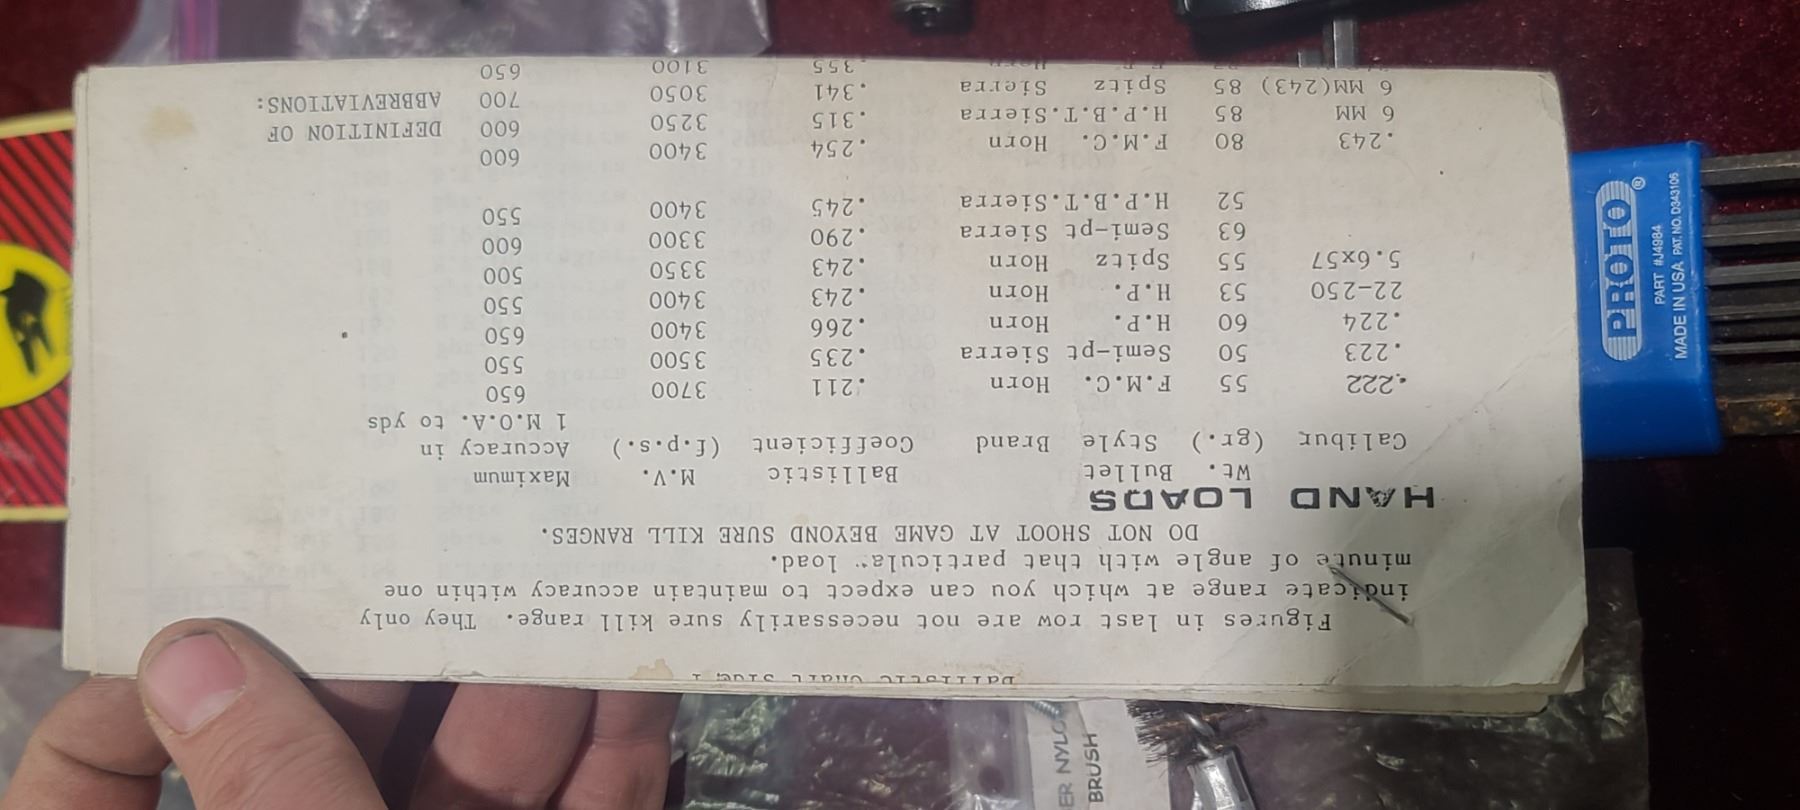 Ballistic Chart Side 1
Figures in last row are not necessarily sure kill range. They only
indicate range at which you can expect to maintain accuracy within one
minute of angle with that particular load.
DO NOT SHOOT AT GAME BEYOND SURE KILL RANGES.
HAND LOADS
Wt. Bullet Ballistic M.V. Maximum
Calibur (gr.) Style Brand Coefficient (f.p.s.) Accuracy in
1 M.O.A. to yds
.222 55 F.M.C. Horn .211 3700 650
.223 50 Semi-pt Sierra .235 3500 550
.224 60 H.P. Horn .266 3400 650
22-250 53 H.P. Horn .243 3400 550
5.6x57 55 Spitz Horn .243 3350 500
63 Semi-pt Sierra .290 3300 600
52 H.P.B.T.Sierra .245 3400 550
.243 80 F.M.C. Horn .254 3400 600
6 MM 85 H.P.B.T.Sierra .315 3250 600 DEFINITION OF
6 MM(243) 85 Spitz Sierra .341 3050 700 ABBREVIATIONS:
.355 3100 650
PROTO®
PART #J4984
MADE IN USA PAT. NO. D343106
ER NYLO
BRUSH